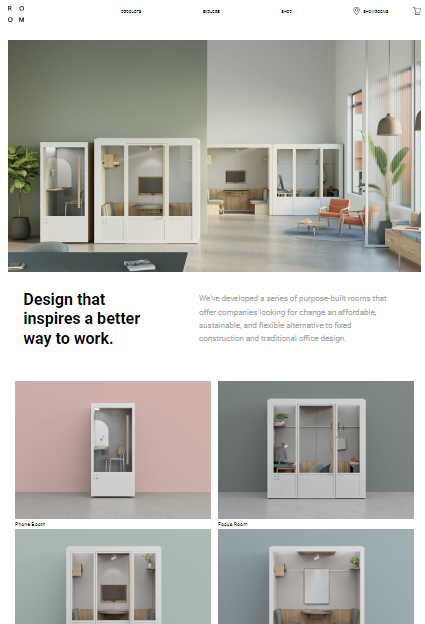 R O
O M
PRODUCTS
EXPLORE
SHOP
SHOWROOMS
Design that
inspires a better
way to work.
We've developed a series of purpose-built rooms that
offer companies looking for change an affordable,
sustainable, and flexible alternative to fixed
construction and traditional office design.
Phone Booth
Focus Room